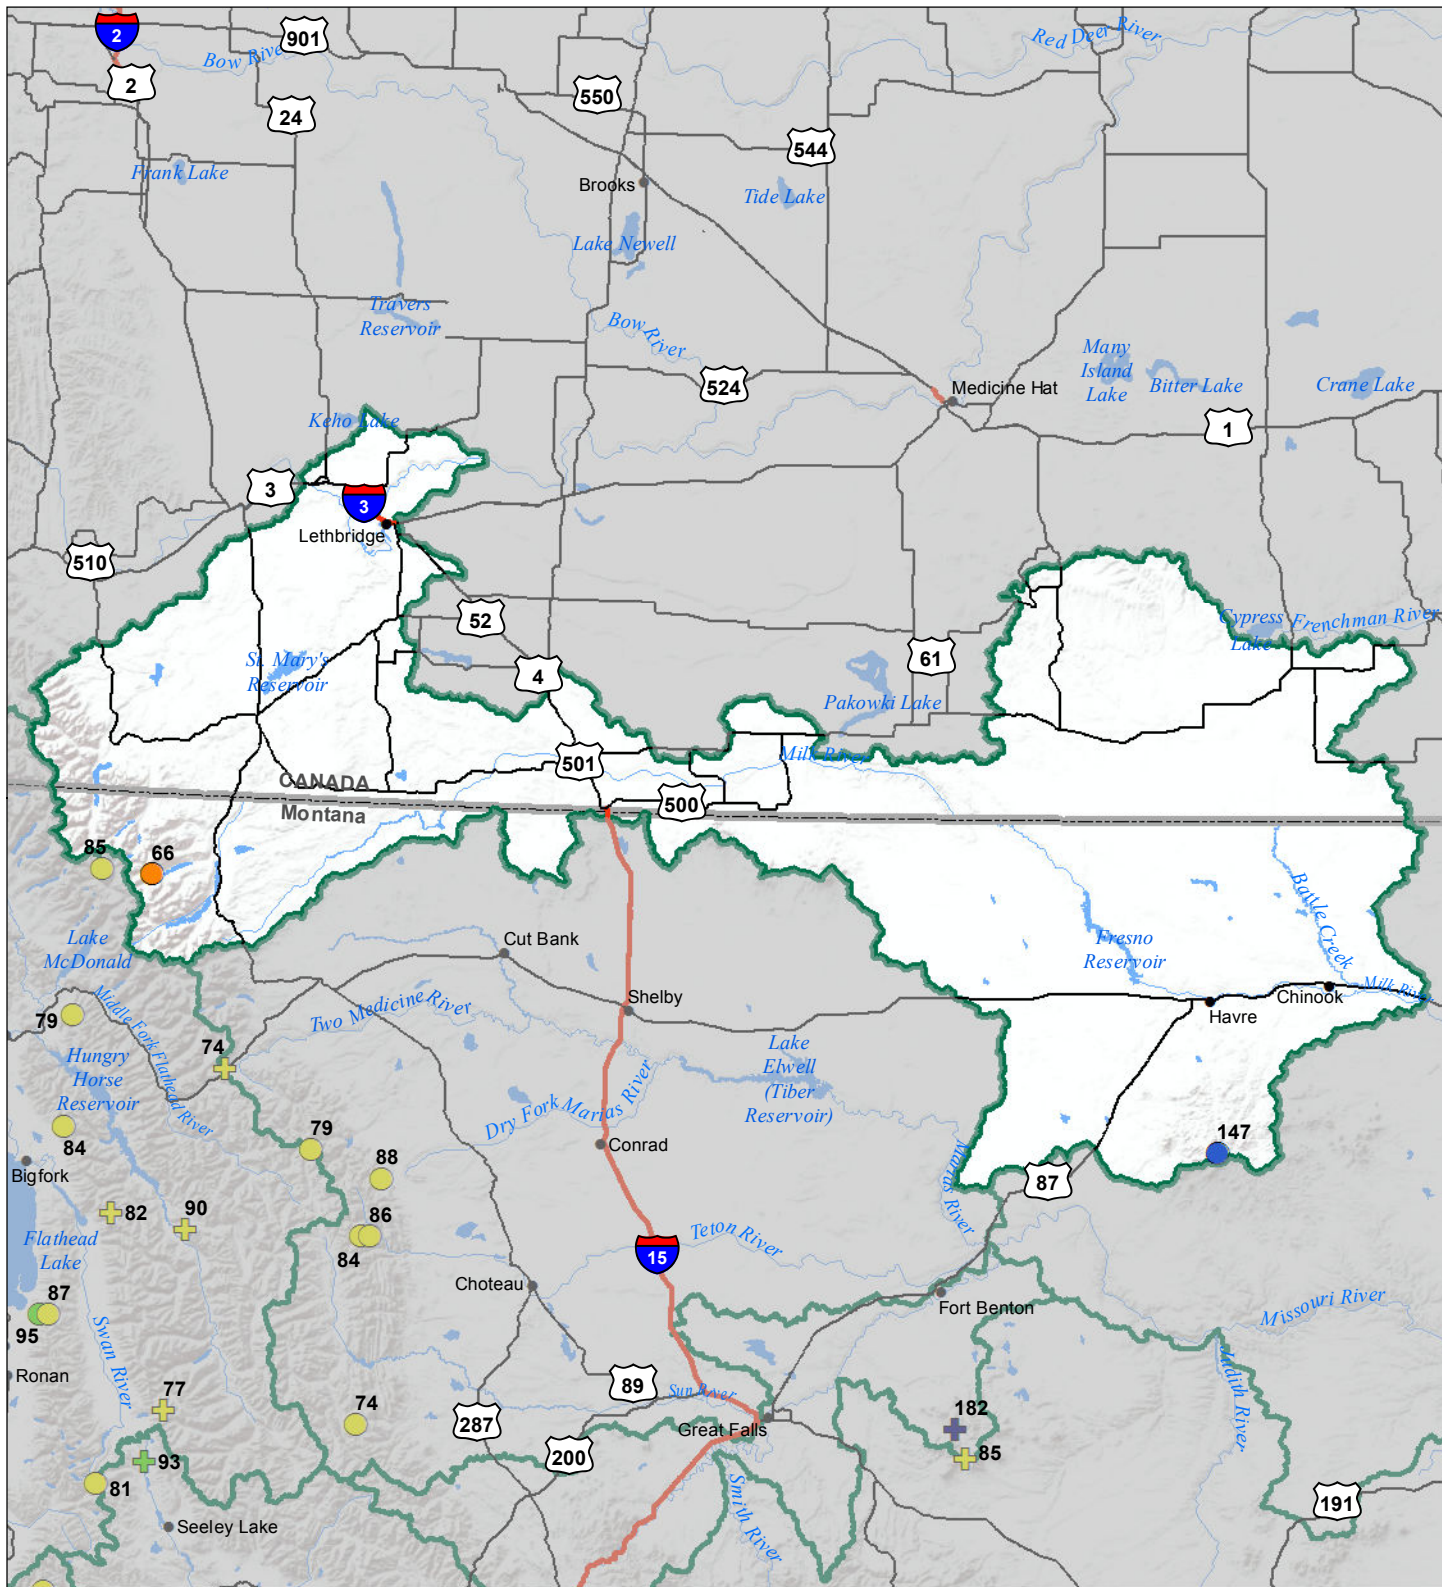 2
901
Bow River
Red Deer River
2
24
550
544
Frank Lake
Brooks
Tide Lake
Lake Newell
Travers
Reservoir
Bow River
Many
Island
Lake
Bitter Lake
Crane Lake
524
Medicine Hat
Keho Lake
1
3
3
Lethbridge
510
52
Cypress
Lake
Frenchman River
St. Mary's
Reservoir
4
61
Pakowki Lake
Milk River
501
CANADA
Montana
500
85
66
Battle Creek
Lake
McDonald
Cut Bank
Fresno
Reservoir
Chinook
Milk River
Havre
Shelby
Two Medicine River
79
Middle Fork Flathead River
74
Hungry
Horse
Reservoir
Lake
Elwell
(Tiber
Reservoir)
Dry Fork Marias River
84
79
Conrad
147
Bigfork
88
Marias River
87
82
90
86
84
Flathead
Lake
Teton River
15
Choteau
Fort Benton
Missouri River
87
95
Swan River
Ronan
89
Sun River
Judith River
77
74
287
Great Falls
182
200
85
93
81
Smith River
191
Seeley Lake